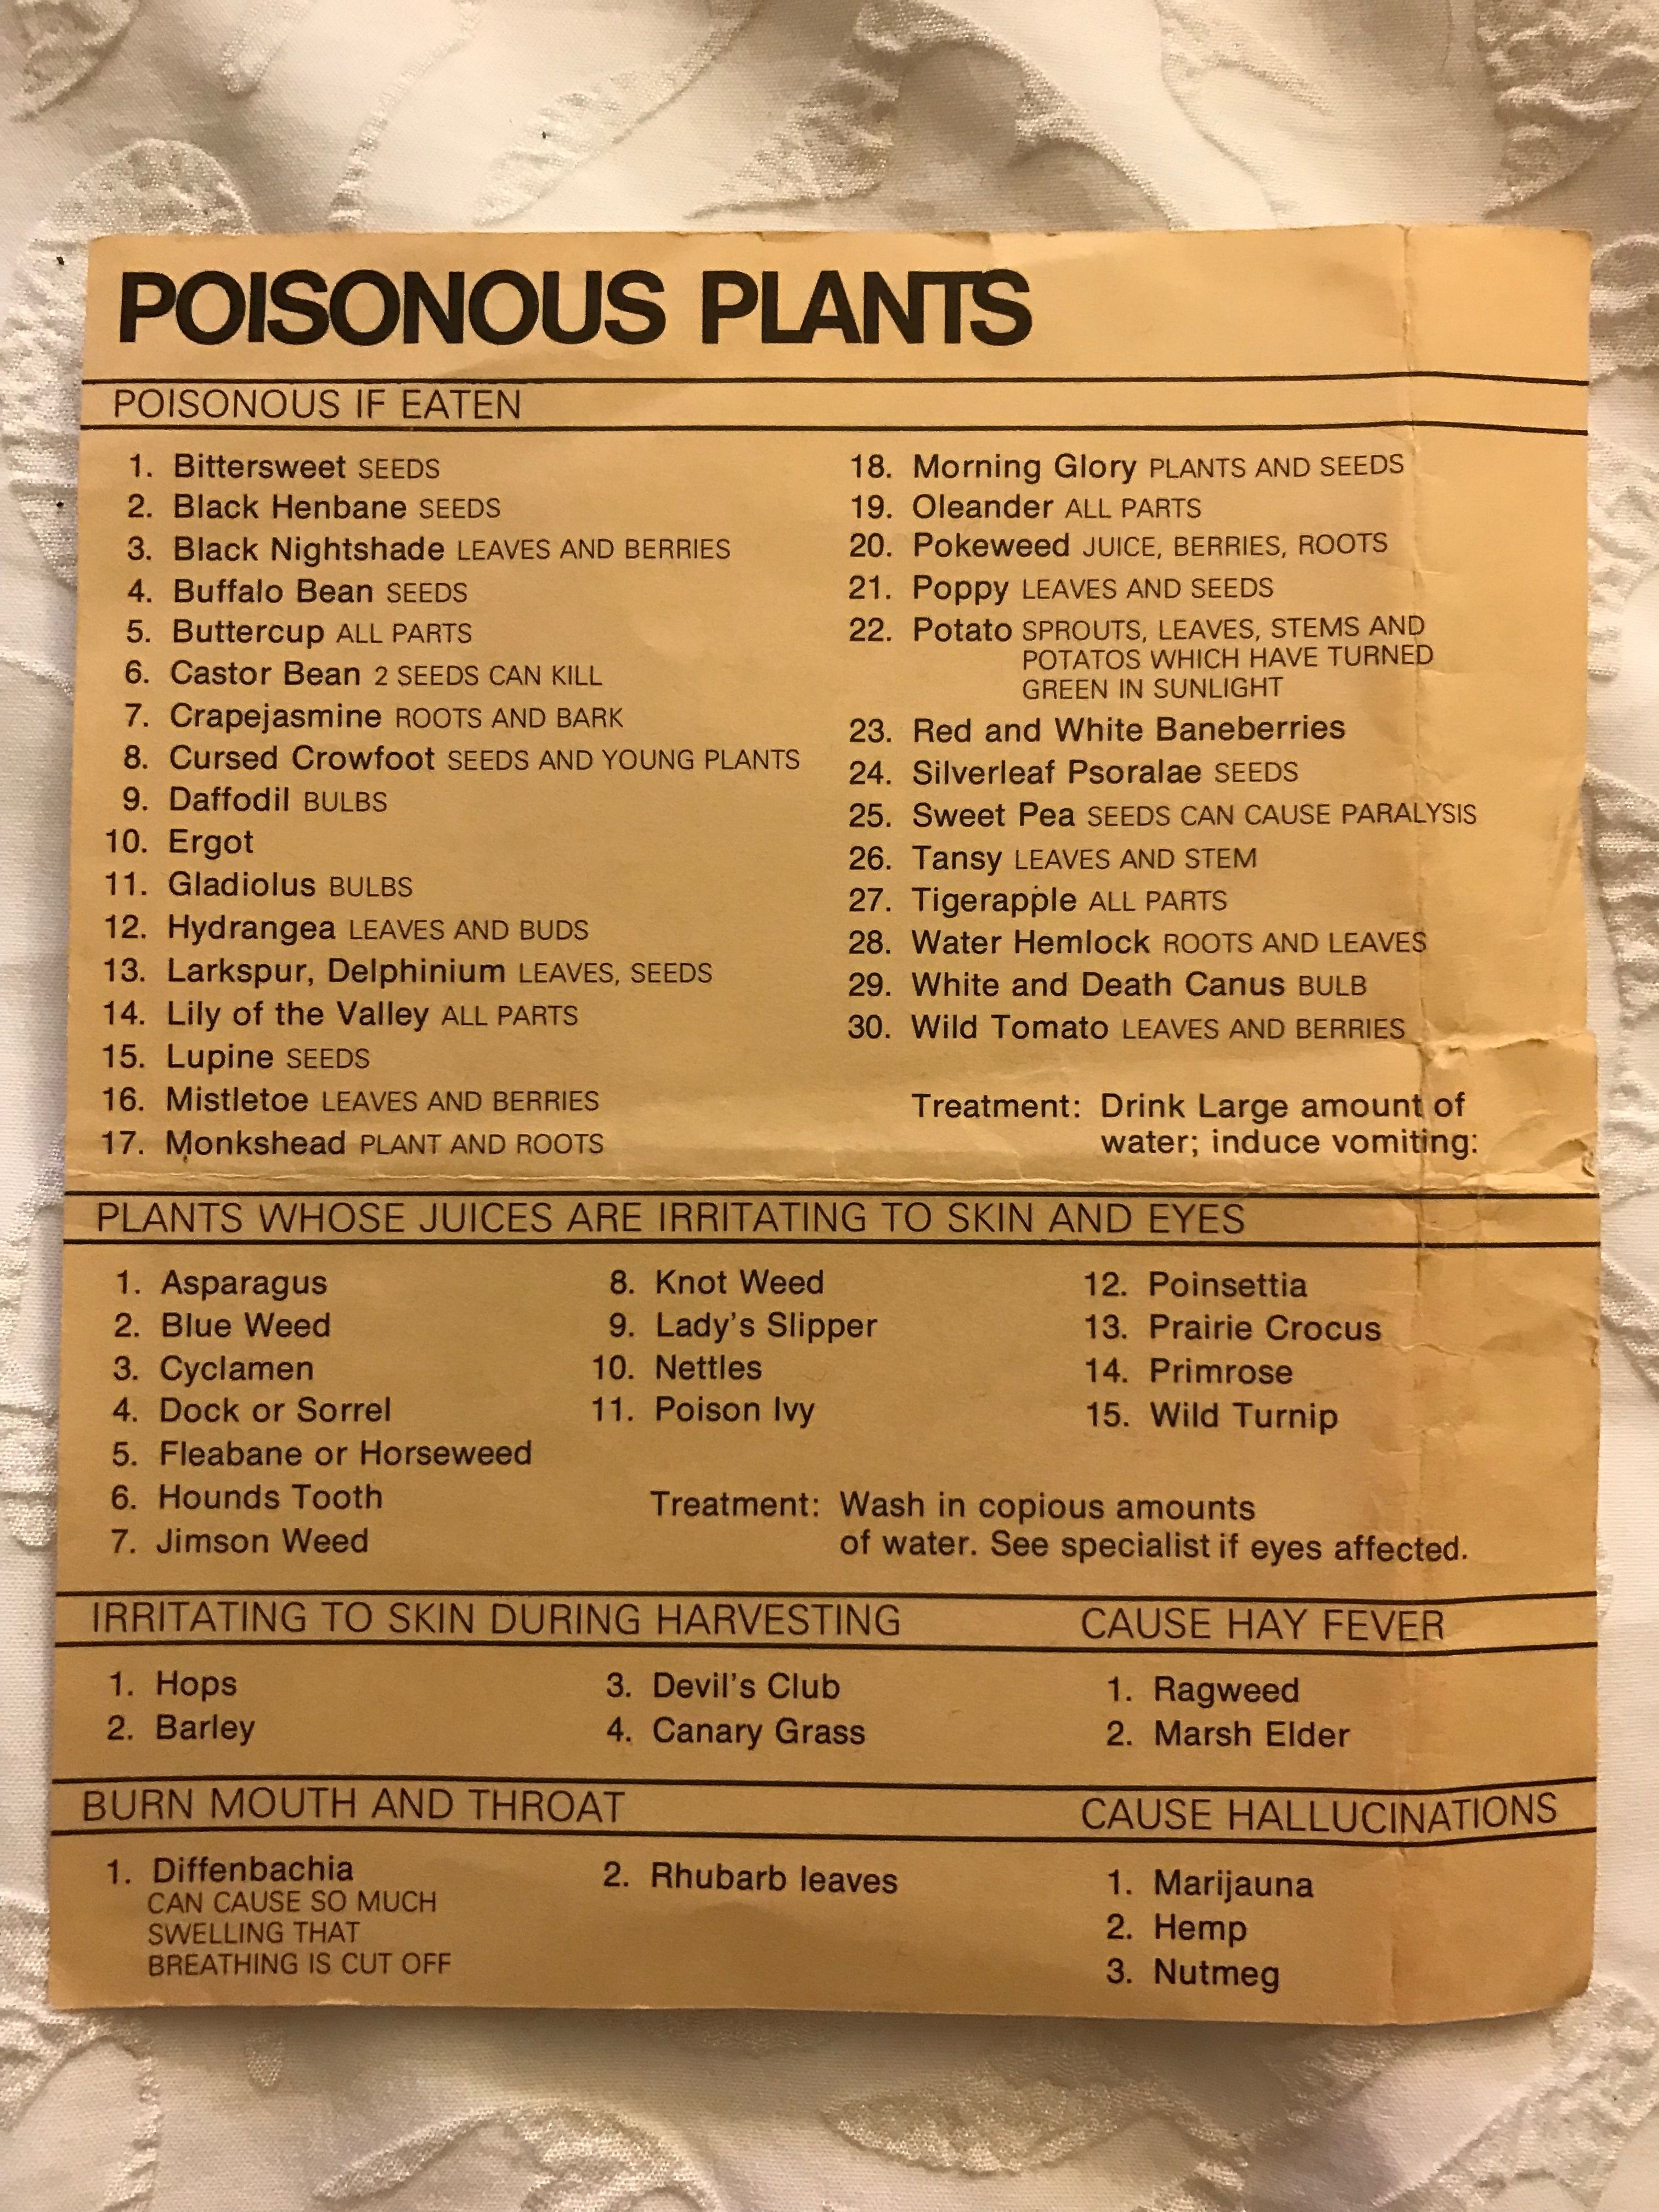 POISONOUS PLANTS
POISONOUS IF EATEN
1. Bittersweet SEEDS
2. Black Henbane SEEDS
3. Black Nightshade LEAVES AND BERRIES
4. Buffalo Bean SEEDS
5. Buttercup ALL PARTS
6. Castor Bean 2 SEEDS CAN KILL
7. Crapejasmine ROOTS AND BARK
8. Cursed Crowfoot SEEDS AND YOUNG PLANTS
9. Daffodil BULBS
10. Ergot
11. Gladiolus BULBS
12. Hydrangea LEAVES AND BUDS
13. Larkspur, Delphinium LEAVES, SEEDS
14. Lily of the Valley ALL PARTS
15. Lupine SEEDS
16. Mistletoe LEAVES AND BERRIES
17. Monkshead PLANT AND ROOTS
18. Morning Glory PLANTS AND SEEDS
19. Oleander ALL PARTS
20. Pokeweed JUICE, BERRIES, ROOTS
21. Poppy LEAVES AND SEEDS
22. Potato SPROUTS, LEAVES, STEMS AND
POTATOS WHICH HAVE TURNED
GREEN IN SUNLIGHT
23. Red and White Baneberries
24. Silverleaf Psoralae SEEDS
25. Sweet Pea SEEDS CAN CAUSE PARALYSIS
26. Tansy LEAVES AND STEM
27. Tigerapple ALL PARTS
28. Water Hemlock ROOTS AND LEAVES
29. White and Death Canus BULB
30. Wild Tomato LEAVES AND BERRIES
Treatment: Drink Large amount of
water; induce vomiting:
PLANTS WHOSE JUICES ARE IRRITATING TO SKIN AND EYES
1. Asparagus
2. Blue Weed
3. Cyclamen
4. Dock or Sorrel
5. Fleabane or Horseweed
6. Hounds Tooth
7. Jimson Weed
8. Knot Weed
9. Lady's Slipper
10. Nettles
11. Poison Ivy
12. Poinsettia
13. Prairie Crocus
14. Primrose
15. Wild Turnip
Treatment: Wash in copious amounts
of water. See specialist if eyes affected.
IRRITATING TO SKIN DURING HARVESTING
1. Hops
2. Barley
3. Devil's Club
4. Canary Grass
CAUSE HAY FEVER
1. Ragweed
2. Marsh Elder
BURN MOUTH AND THROAT
1. Diffenbachia
CAN CAUSE SO MUCH
SWELLING THAT
BREATHING IS CUT OFF
2. Rhubarb leaves
CAUSE HALLUCINATIONS
1. Marijauna
2. Hemp
3. Nutmeg